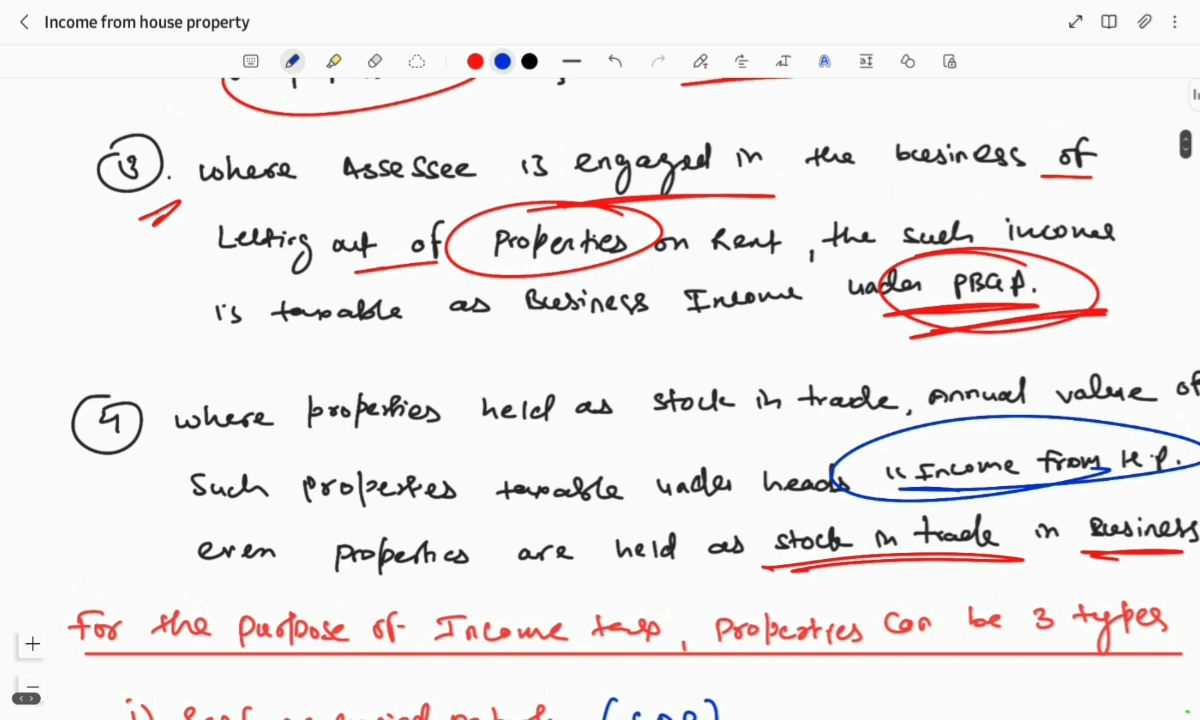 Income from house property
3. where Assessee is engaged in the business of
Letting out of Properties on Rent, the such income
is taxable as Business Income under PBGP.
4 where properties held as stock in trade, Annual value of
Such properties taxable under heads "Income from H.P.
even properties are held as stock in trade in Business
For the purpose of Income tax, Properties can be 3 types
i) Self occupied